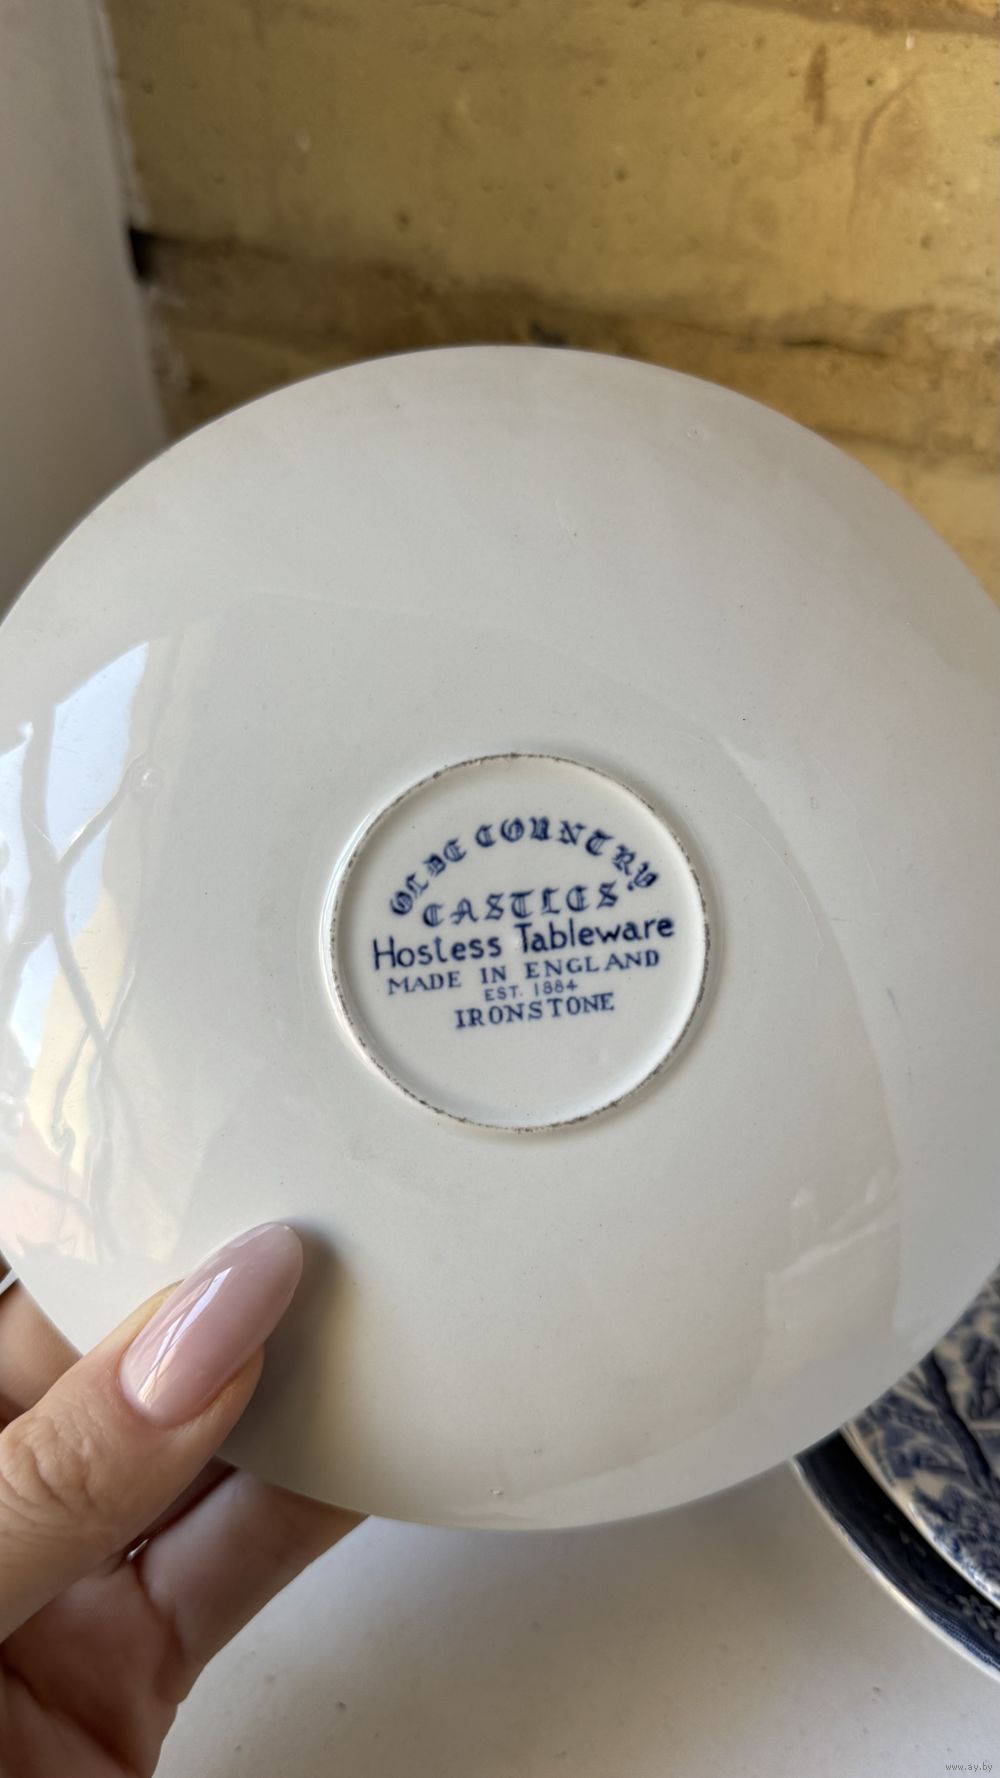 OLDE COUNTRY
CASTLES
Hostess Tableware
MADE IN ENGLAND
EST. 1884
IRONSTONE
www.ay.by